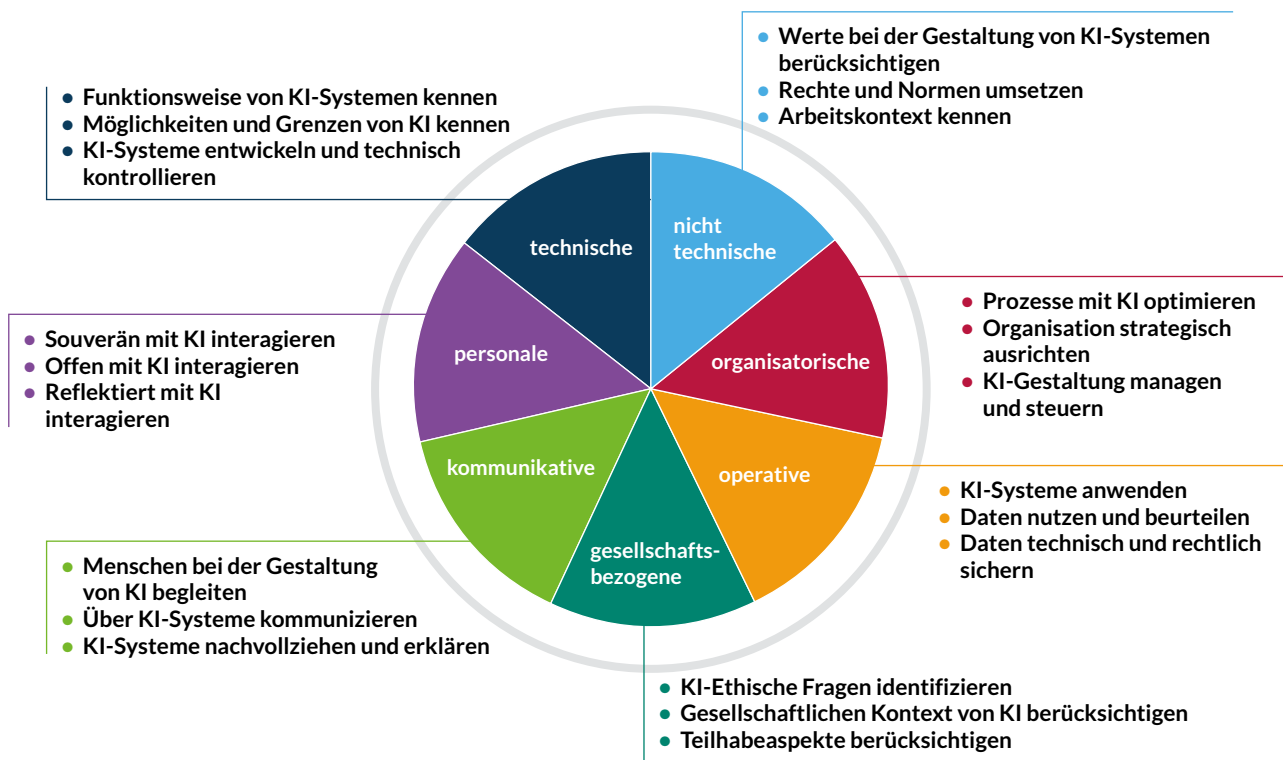 Werte bei der Gestaltung von KI-Systemen
berücksichtigen
Rechte und Normen umsetzen
Arbeitskontext kennen
Funktionsweise von KI-Systemen kennen
Möglichkeiten und Grenzen von KI kennen
KI-Systeme entwickeln und technisch
kontrollieren
technische
nicht
technische
Prozesse mit KI optimieren
Organisation strategisch
ausrichten
KI-Gestaltung managen
und steuern
organisatorische
Souverän mit KI interagieren
Offen mit KI interagieren
Reflektiert mit KI
interagieren
personale
kommunikative
operative
KI-Systeme anwenden
Daten nutzen und beurteilen
Daten technisch und rechtlich
sichern
gesellschafts-
bezogene
Menschen bei der Gestaltung
von KI begleiten
Über KI-Systeme kommunizieren
KI-Systeme nachvollziehen und erklären
KI-Ethische Fragen identifizieren
Gesellschaftlichen Kontext von KI berücksichtigen
Teilhabeaspekte berücksichtigen